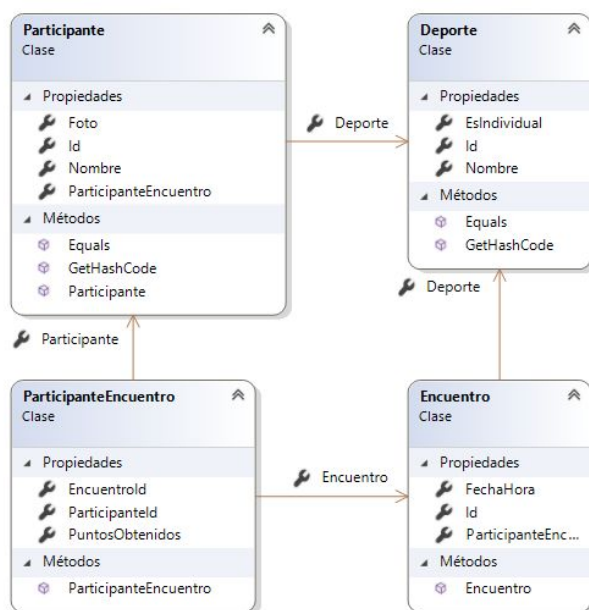 Participante
Clase
Propiedades
Foto
Id
Nombre
ParticipanteEncuentro
Métodos
Equals
GetHashCode
Participante
Deporte
Deporte
Clase
Propiedades
EsIndividual
Id
Nombre
Métodos
Equals
GetHashCode
Participante
Deporte
ParticipanteEncuentro
Clase
Propiedades
EncuentroId
ParticipanteId
PuntosObtenidos
Métodos
ParticipanteEncuentro
Encuentro
Encuentro
Clase
Propiedades
FechaHora
Id
ParticipanteEnc...
Métodos
Encuentro